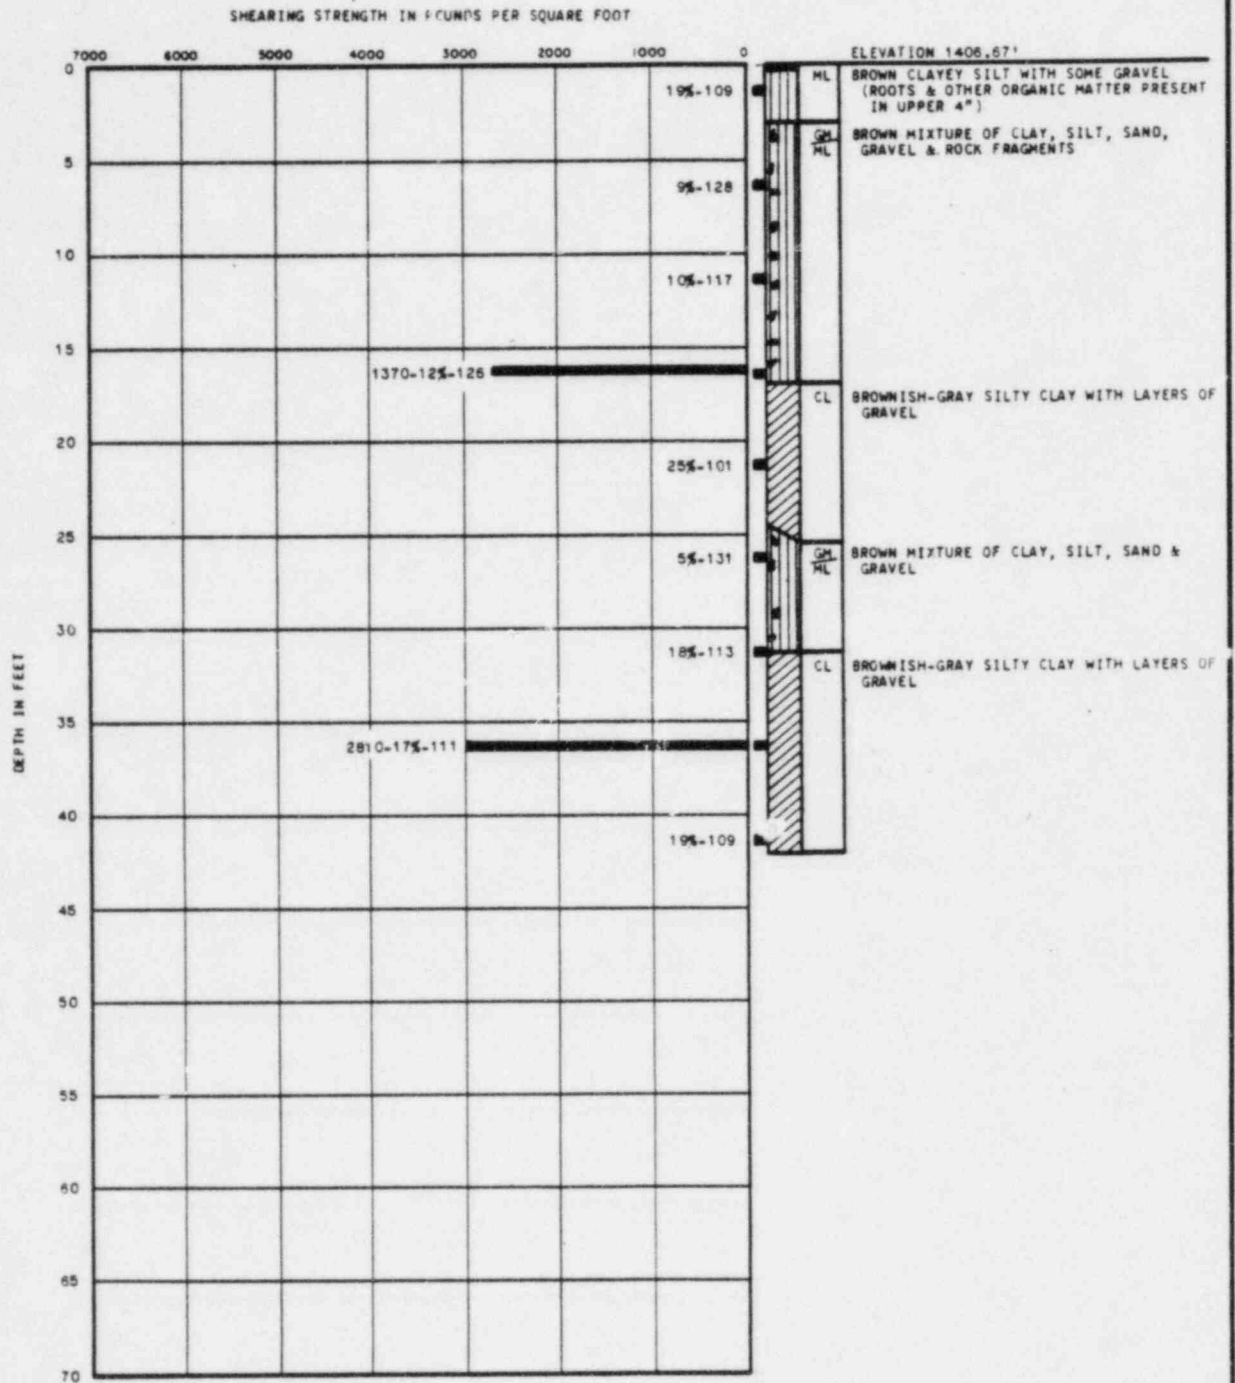 SHEARING STRENGTH IN POUNDS PER SQUARE FOOT
7000 6000 5000 4000 3000 2000 1000 0
ELEVATION 1406.67'
0
19%-109
ML
BROWN CLAYEY SILT WITH SOME GRAVEL
(ROOTS & OTHER ORGANIC MATTER PRESENT
IN UPPER 4")
GM
ML
BROWN MIXTURE OF CLAY, SILT, SAND,
GRAVEL & ROCK FRAGMENTS
5
9%-128
10
10%-117
15
1370-12%-126
CL
BROWNISH-GRAY SILTY CLAY WITH LAYERS OF
GRAVEL
20
25%-101
25
5%-131
GM
ML
BROWN MIXTURE OF CLAY, SILT, SAND &
GRAVEL
30
18%-113
CL
BROWNISH-GRAY SILTY CLAY WITH LAYERS OF
GRAVEL
DEPTH IN FEET
35
2810-17%-111
40
19%-109
45
50
55
60
65
70